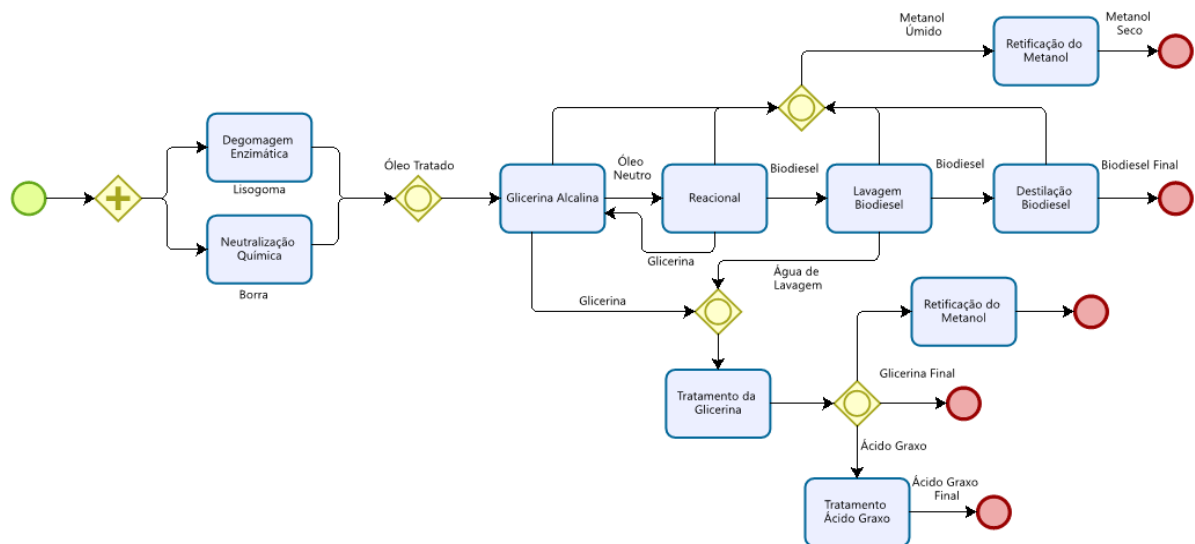 Metanol
Úmido
Retificação do
Metanol
Metanol
Seco
Degomagem
Enzimática
Lisogoma
Óleo Tratado
Neutralização
Química
Borra
Glicerina Alcalina
Óleo
Neutro
Reacional
Biodiesel
Lavagem
Biodiesel
Biodiesel
Destilação
Biodiesel
Biodiesel Final
Glicerina
Glicerina
Água de
Lavagem
Retificação do
Metanol
Tratamento da
Glicerina
Glicerina Final
Ácido Graxo
Tratamento
Ácido Graxo
Ácido Graxo
Final